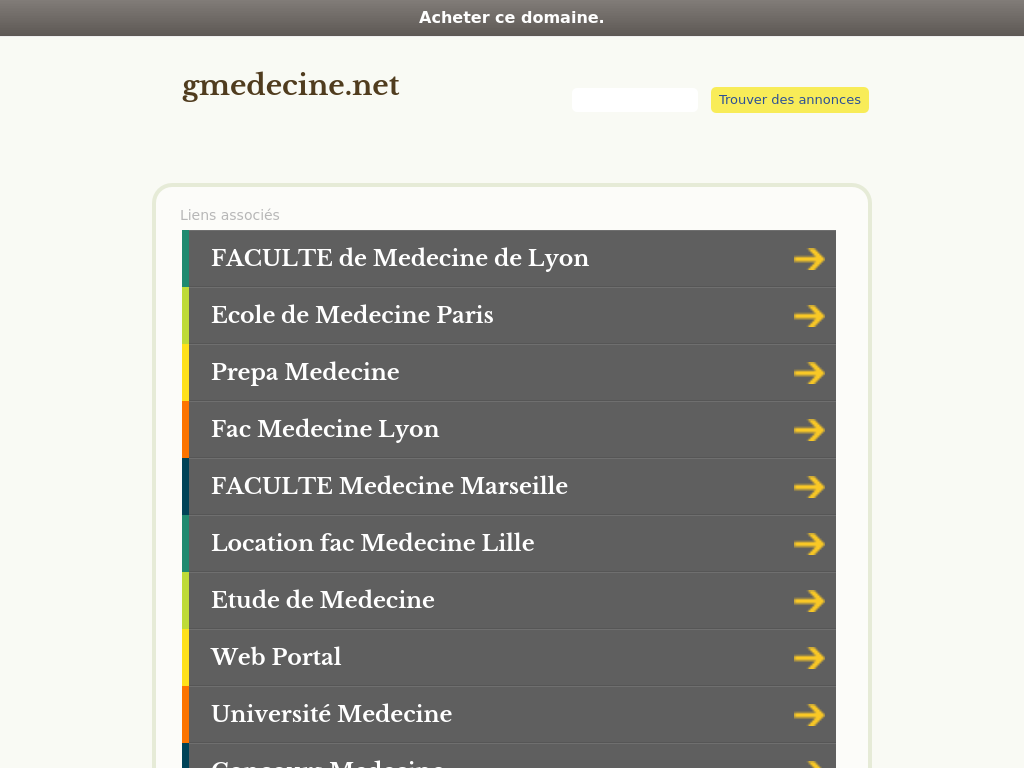 Acheter ce domaine.
gmedecine.net
Trouver des annonces
Liens associés
FACULTE de Medecine de Lyon
Ecole de Medecine Paris
Prepa Medecine
Fac Medecine Lyon
FACULTE Medecine Marseille
Location fac Medecine Lille
Etude de Medecine
Web Portal
Université Medecine
Concours Medecine